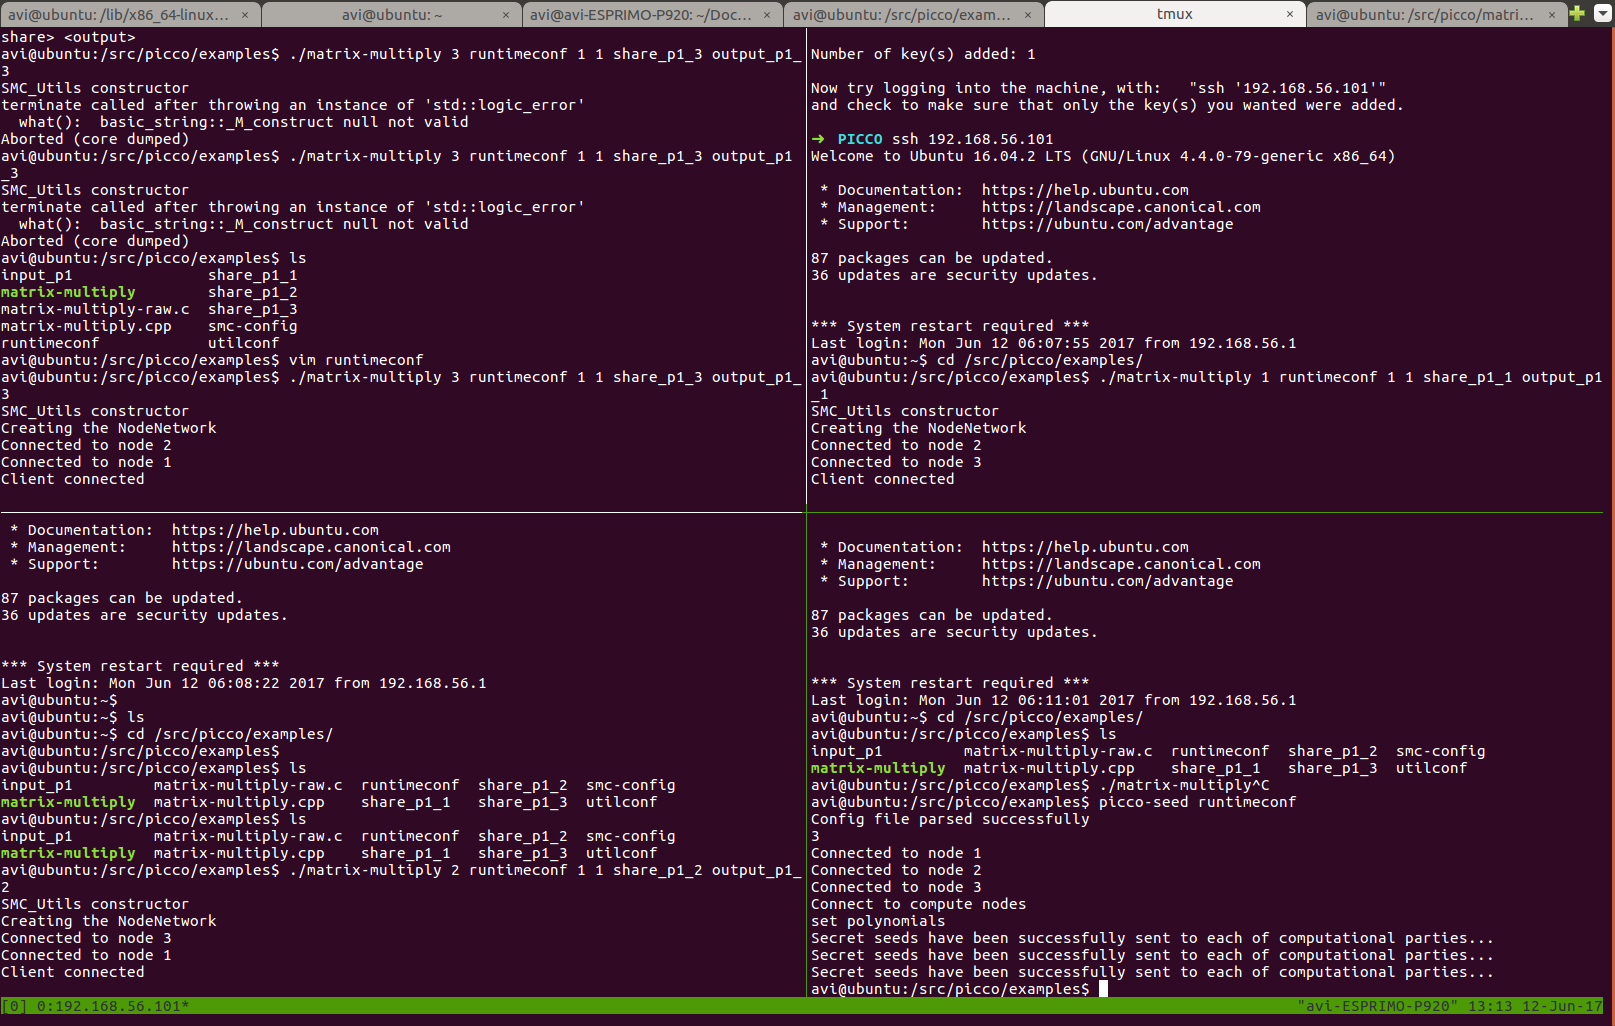 avi@ubuntu: /lib/x86_64-linux... ×
avi@ubuntu: ~ ×
avi@avi-ESPRIMO-P920: ~/Doc... ×
avi@ubuntu: /src/picco/exam... ×
tmux ×
avi@ubuntu: /src/picco/matri... ×
share> <output>
avi@ubuntu:/src/picco/examples$ ./matrix-multiply 3 runtimeconf 1 1 share_p1_3 output_p1_
3
SMC_Utils constructor
terminate called after throwing an instance of 'std::logic_error'
  what():  basic_string::_M_construct null not valid
Aborted (core dumped)
avi@ubuntu:/src/picco/examples$ ./matrix-multiply 3 runtimeconf 1 1 share_p1_3 output_p1
_3
SMC_Utils constructor
terminate called after throwing an instance of 'std::logic_error'
  what():  basic_string::_M_construct null not valid
Aborted (core dumped)
avi@ubuntu:/src/picco/examples$ ls
input_p1               share_p1_1
matrix-multiply        share_p1_2
matrix-multiply-raw.c  share_p1_3
matrix-multiply.cpp    smc-config
runtimeconf            utilconf
avi@ubuntu:/src/picco/examples$ vim runtimeconf
avi@ubuntu:/src/picco/examples$ ./matrix-multiply 3 runtimeconf 1 1 share_p1_3 output_p1_
3
SMC_Utils constructor
Creating the NodeNetwork
Connected to node 2
Connected to node 1
Client connected
Number of key(s) added: 1
Now try logging into the machine, with:   "ssh '192.168.56.101'"
and check to make sure that only the key(s) you wanted were added.
➜  PICCO ssh 192.168.56.101
Welcome to Ubuntu 16.04.2 LTS (GNU/Linux 4.4.0-79-generic x86_64)
 * Documentation:  https://help.ubuntu.com
 * Management:     https://landscape.canonical.com
 * Support:        https://ubuntu.com/advantage
87 packages can be updated.
36 updates are security updates.
*** System restart required ***
Last login: Mon Jun 12 06:07:55 2017 from 192.168.56.1
avi@ubuntu:~$ cd /src/picco/examples/
avi@ubuntu:/src/picco/examples$ ./matrix-multiply 1 runtimeconf 1 1 share_p1_1 output_p1
_1
SMC_Utils constructor
Creating the NodeNetwork
Connected to node 2
Connected to node 3
Client connected
 * Documentation:  https://help.ubuntu.com
 * Management:     https://landscape.canonical.com
 * Support:        https://ubuntu.com/advantage
87 packages can be updated.
36 updates are security updates.
*** System restart required ***
Last login: Mon Jun 12 06:08:22 2017 from 192.168.56.1
avi@ubuntu:~$
avi@ubuntu:~$ ls
avi@ubuntu:~$ cd /src/picco/examples/
avi@ubuntu:/src/picco/examples$
avi@ubuntu:/src/picco/examples$ ls
input_p1         matrix-multiply-raw.c  runtimeconf  share_p1_2  smc-config
matrix-multiply  matrix-multiply.cpp    share_p1_1   share_p1_3  utilconf
avi@ubuntu:/src/picco/examples$ ls
input_p1         matrix-multiply-raw.c  runtimeconf  share_p1_2  smc-config
matrix-multiply  matrix-multiply.cpp    share_p1_1   share_p1_3  utilconf
avi@ubuntu:/src/picco/examples$ ./matrix-multiply 2 runtimeconf 1 1 share_p1_2 output_p1_
2
SMC_Utils constructor
Creating the NodeNetwork
Connected to node 3
Connected to node 1
Client connected
 * Documentation:  https://help.ubuntu.com
 * Management:     https://landscape.canonical.com
 * Support:        https://ubuntu.com/advantage
87 packages can be updated.
36 updates are security updates.
*** System restart required ***
Last login: Mon Jun 12 06:11:01 2017 from 192.168.56.1
avi@ubuntu:~$ cd /src/picco/examples/
avi@ubuntu:/src/picco/examples$ ls
input_p1         matrix-multiply-raw.c  runtimeconf  share_p1_2  smc-config
matrix-multiply  matrix-multiply.cpp    share_p1_1   share_p1_3  utilconf
avi@ubuntu:/src/picco/examples$ ./matrix-multiply^C
avi@ubuntu:/src/picco/examples$ picco-seed runtimeconf
Config file parsed successfully
3
Connected to node 1
Connected to node 2
Connected to node 3
Connect to compute nodes
set polynomials
Secret seeds have been successfully sent to each of computational parties...
Secret seeds have been successfully sent to each of computational parties...
Secret seeds have been successfully sent to each of computational parties...
avi@ubuntu:/src/picco/examples$
[0] 0:192.168.56.101* "avi-ESPRIMO-P920" 13:13 12-Jun-17